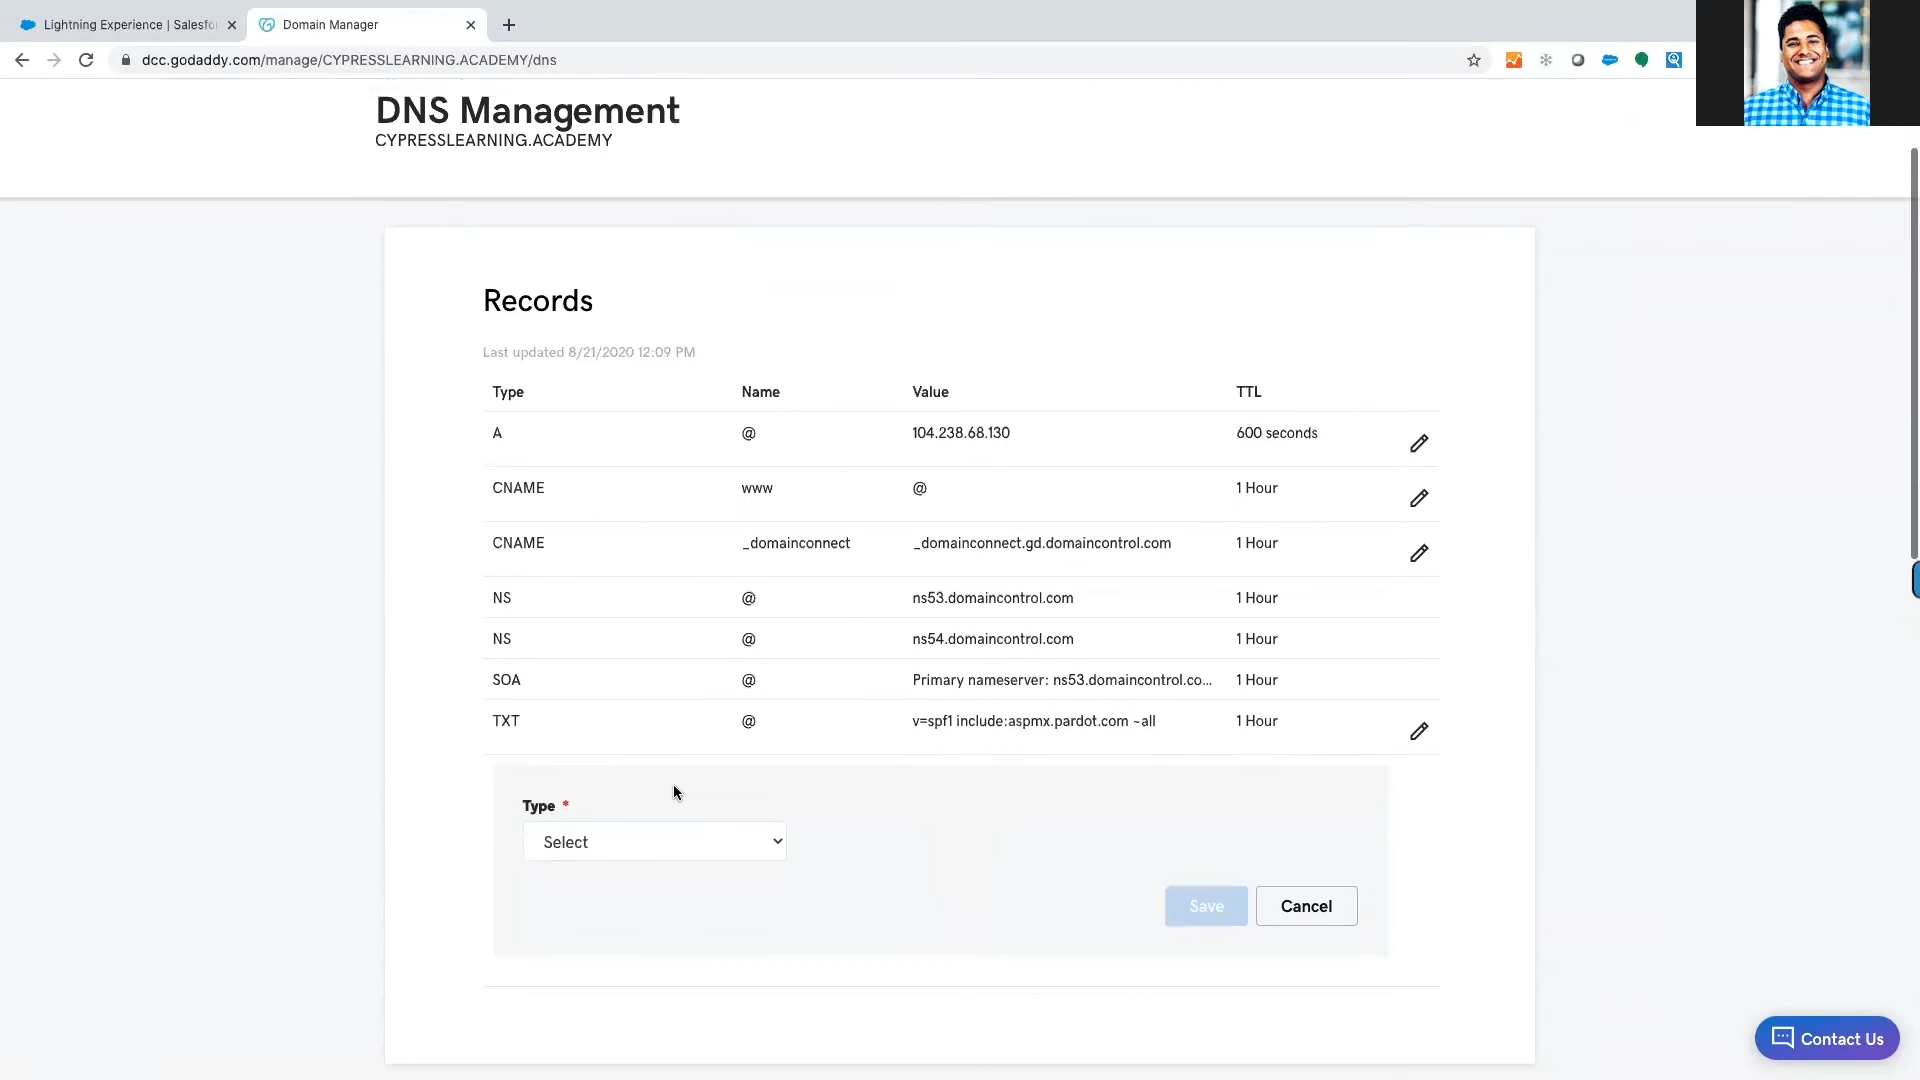 Lightning Experience | Salesfo
Domain Manager
dcc.godaddy.com/manage/CYPRESSLEARNING.ACADEMY/dns
DNS Management
CYPRESSLEARNING.ACADEMY
Records
Last updated 8/21/2020 12:09 PM
Type Name Value TTL
A @ 104.238.68.130 600 seconds
CNAME www @ 1 Hour
CNAME _domainconnect _domainconnect.gd.domaincontrol.com 1 Hour
NS @ ns53.domaincontrol.com 1 Hour
NS @ ns54.domaincontrol.com 1 Hour
SOA @ Primary nameserver: ns53.domaincontrol.co... 1 Hour
TXT @ v=spf1 include:aspmx.pardot.com ~all 1 Hour
Type *
Select
Save Cancel
Contact Us